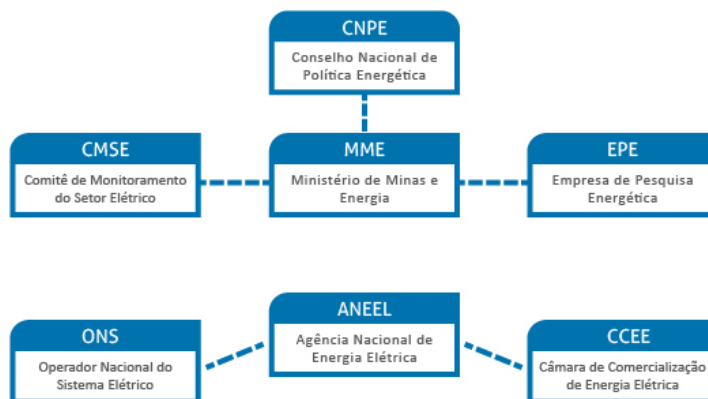 CNPE
Conselho Nacional de
Política Energética
CMSE
Comitê de Monitoramento
do Setor Elétrico
MME
Ministério de Minas e
Energia
EPE
Empresa de Pesquisa
Energética
ONS
Operador Nacional do
Sistema Elétrico
ANEEL
Agência Nacional de
Energia Elétrica
CCEE
Câmara de Comercialização
de Energia Elétrica